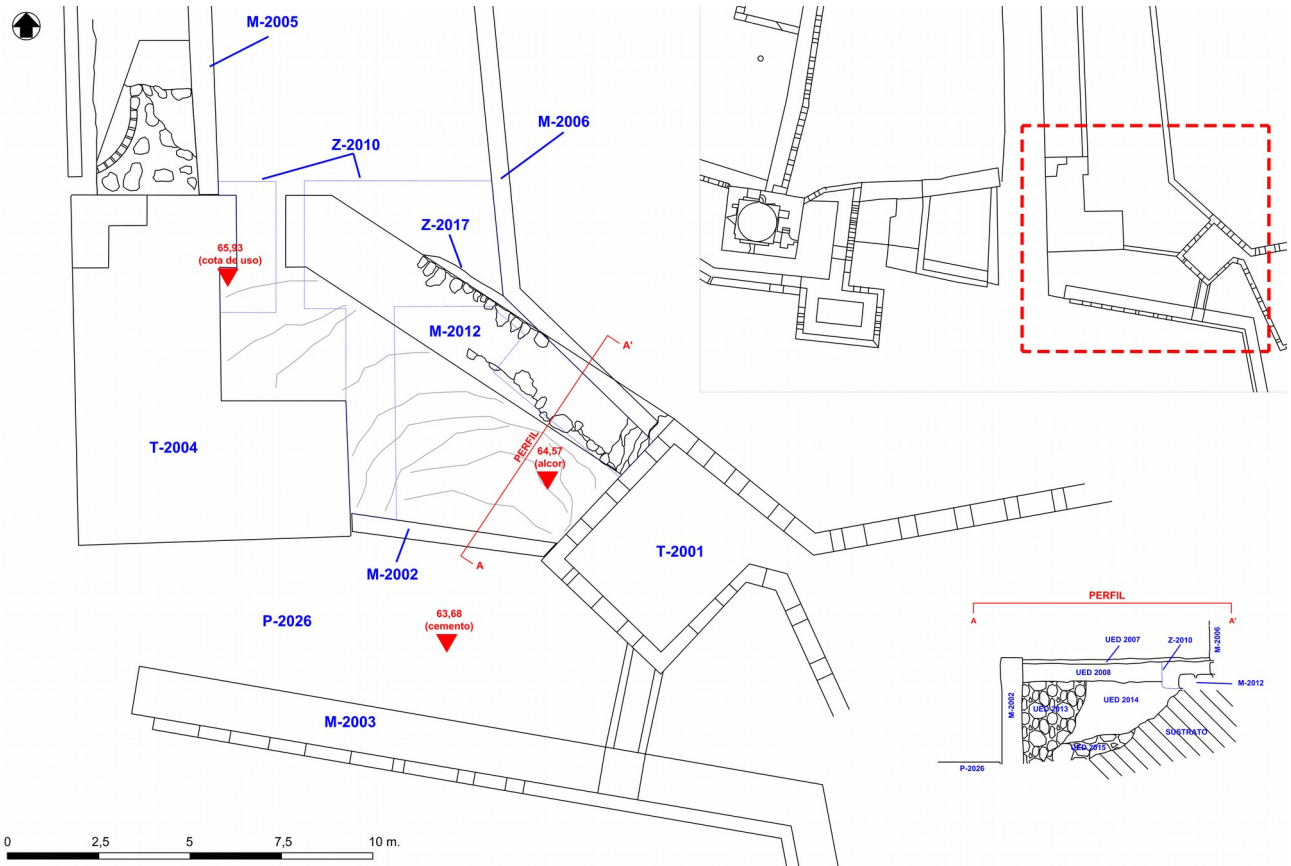 M-2005
M-2006
Z-2010
Z-2017
65,93
(cota de uso)
M-2012
A'
PERFIL
64,57
(alcor)
T-2004
A
M-2002
T-2001
P-2026
63,68
(cemento)
M-2003
0
2,5
5
7,5
10 m.
PERFIL
A
A'
UED 2007
Z-2010
M-2006
UED 2008
M-2012
M-2002
UED 2013
UED 2014
SUSTRATO
UED 2015
P-2026